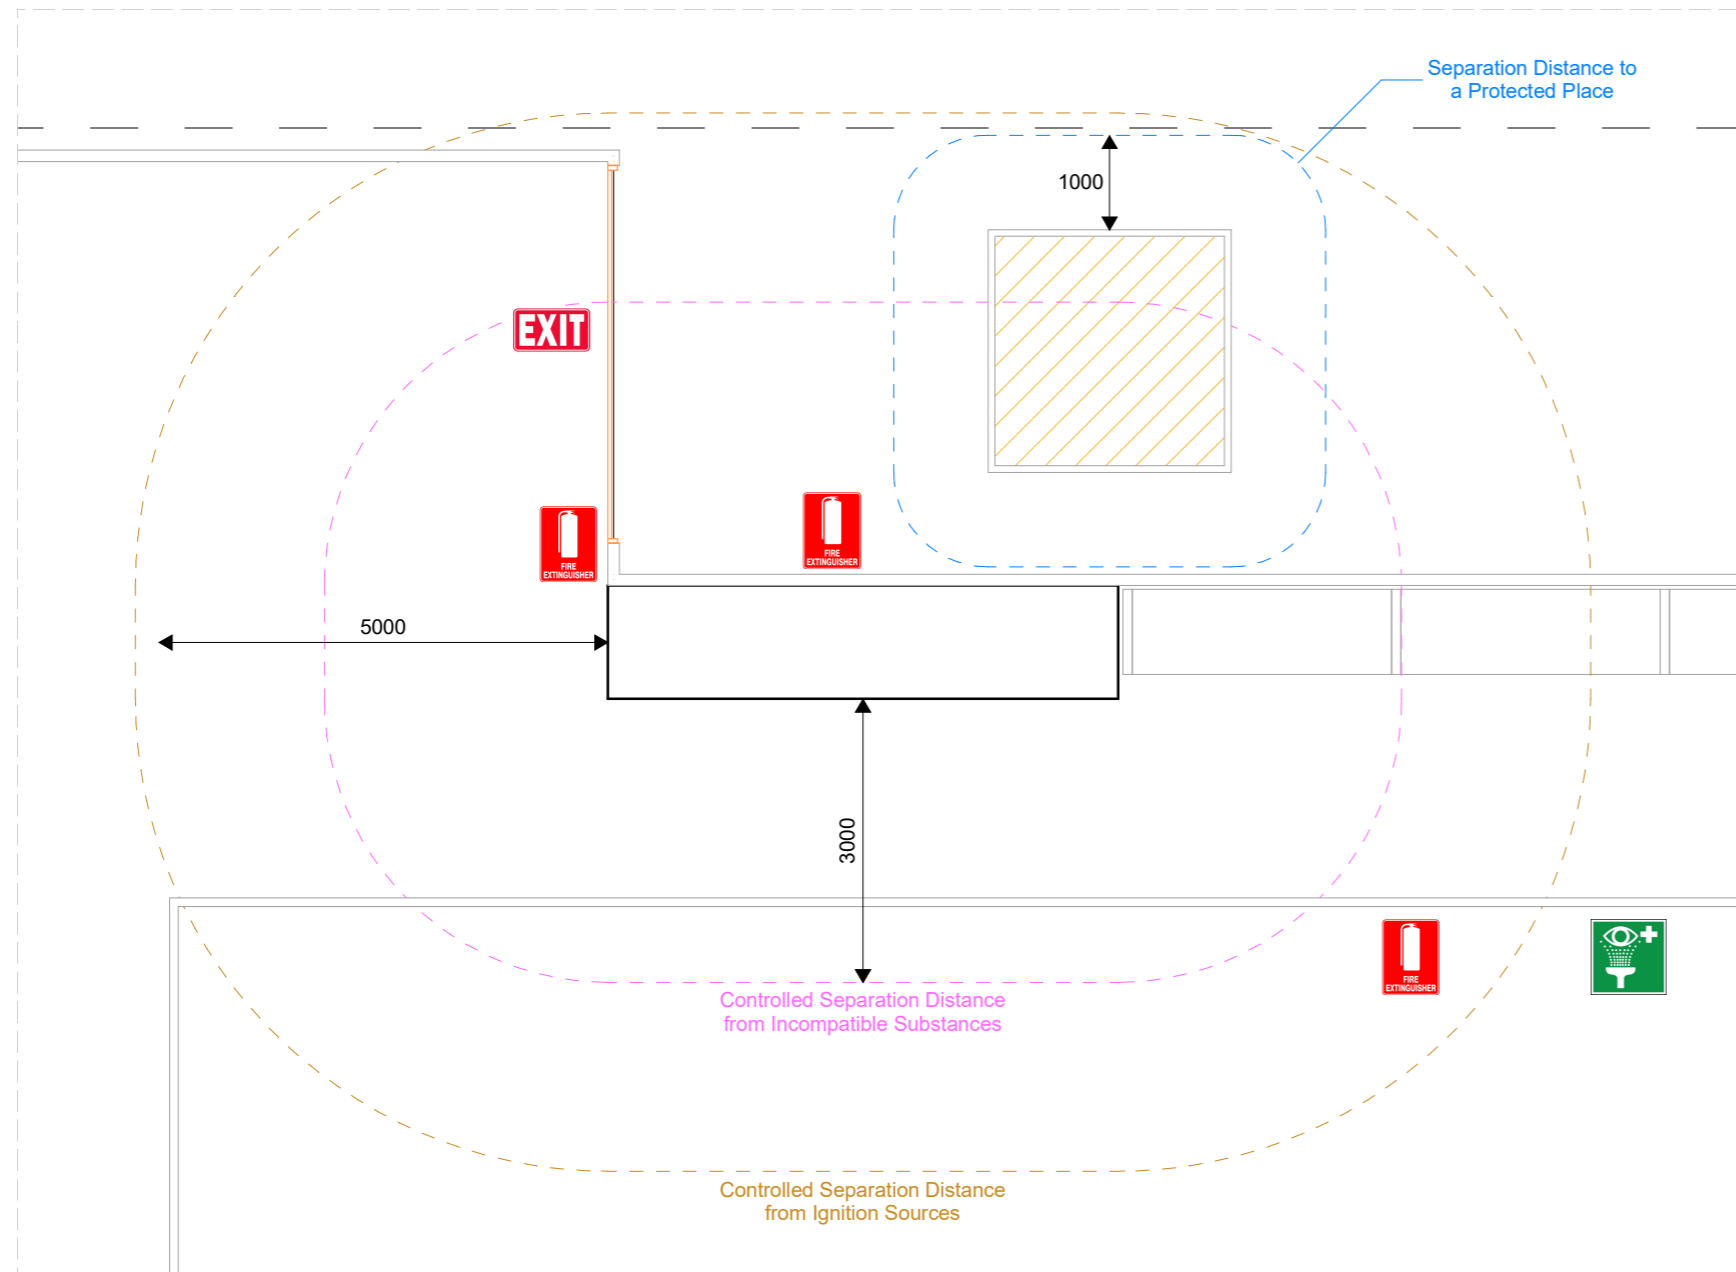 Separation Distance to
a Protected Place
1000
EXIT
FIRE
EXTINGUISHER
FIRE
EXTINGUISHER
5000
3000
FIRE
EXTINGUISHER
Controlled Separation Distance
from Incompatible Substances
Controlled Separation Distance
from Ignition Sources